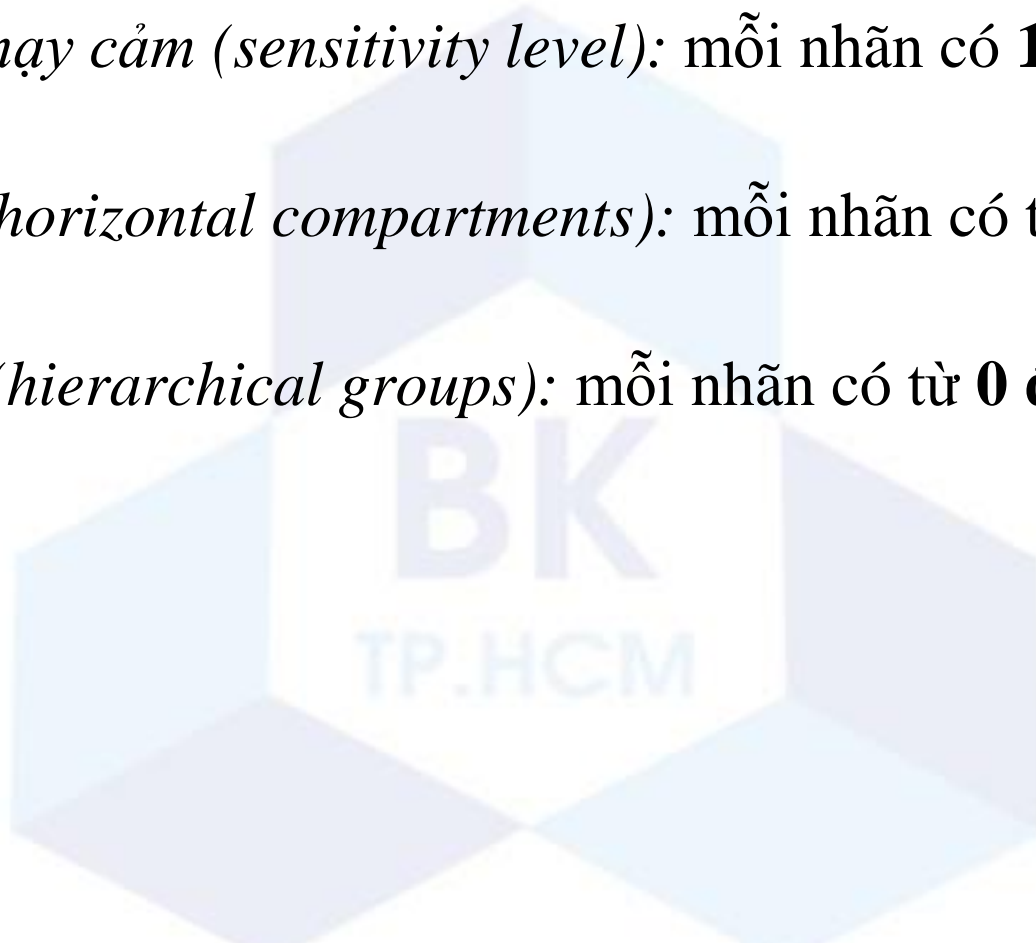 cảm (sensitivity level): mỗi nhãn có 1
horizontal compartments): mỗi nhãn có
(hierarchical groups): mỗi nhãn có từ 0
BK
TP.HCM